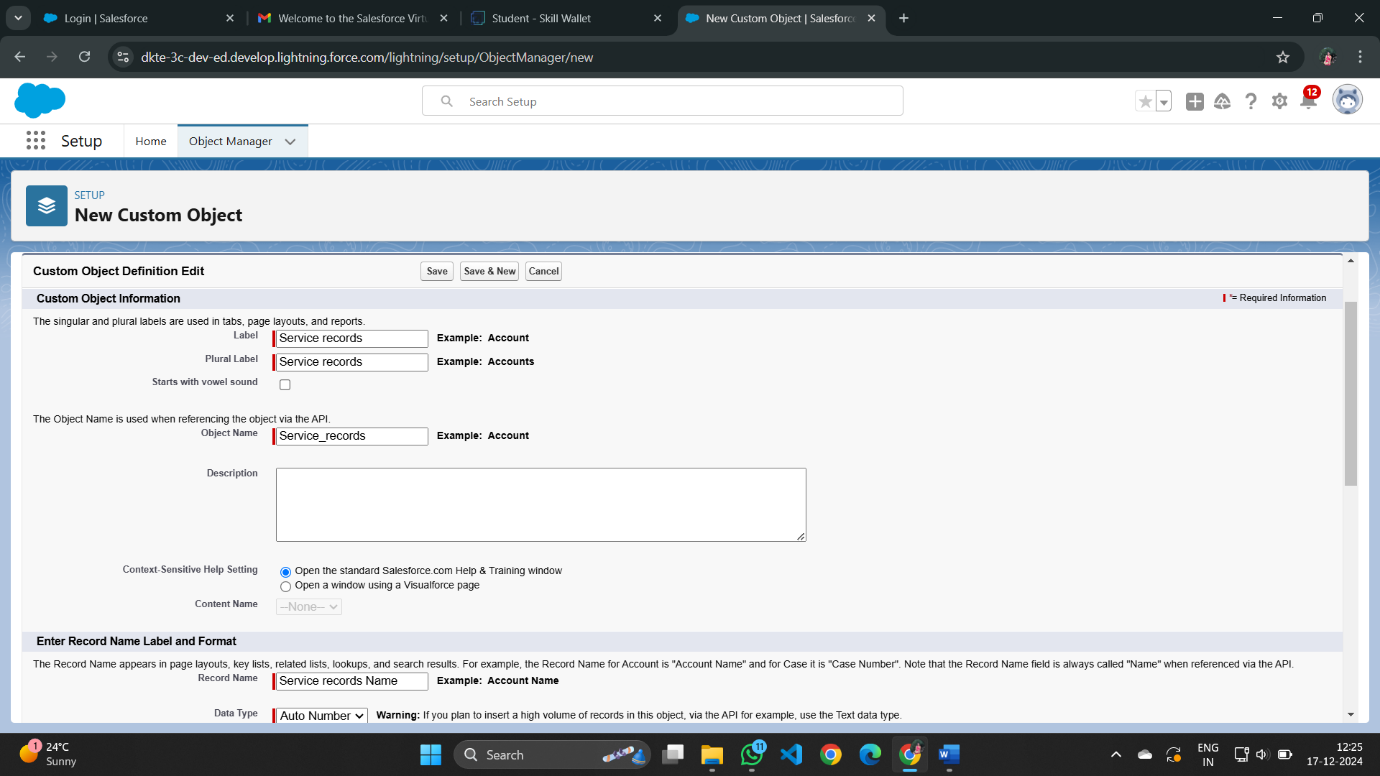 Login | Salesforce
Welcome to the Salesforce Virtu
Student - Skill Wallet
New Custom Object | Salesforce
dkte-3c-dev-ed.develop.lightning.force.com/lightning/setup/ObjectManager/new
Search Setup
12
Setup
Home
Object Manager
SETUP
New Custom Object
Custom Object Definition Edit
Save
Save & New
Cancel
Custom Object Information
= Required Information
The singular and plural labels are used in tabs, page layouts, and reports.
Label Service records Example: Account
Plural Label Service records Example: Accounts
Starts with vowel sound
The Object Name is used when referencing the object via the API.
Object Name Service_records Example: Account
Description
Context-Sensitive Help Setting Open the standard Salesforce.com Help & Training window
Open a window using a Visualforce page
Content Name --None--
Enter Record Name Label and Format
The Record Name appears in page layouts, key lists, related lists, lookups, and search results. For example, the Record Name for Account is "Account Name" and for Case it is "Case Number". Note that the Record Name field is always called "Name" when referenced via the API.
Record Name Service records Name Example: Account Name
Data Type Auto Number Warning: If you plan to insert a high volume of records in this object, via the API for example, use the Text data type.
1
24°C
Sunny
Search
11
ENG
IN
12:25
17-12-2024